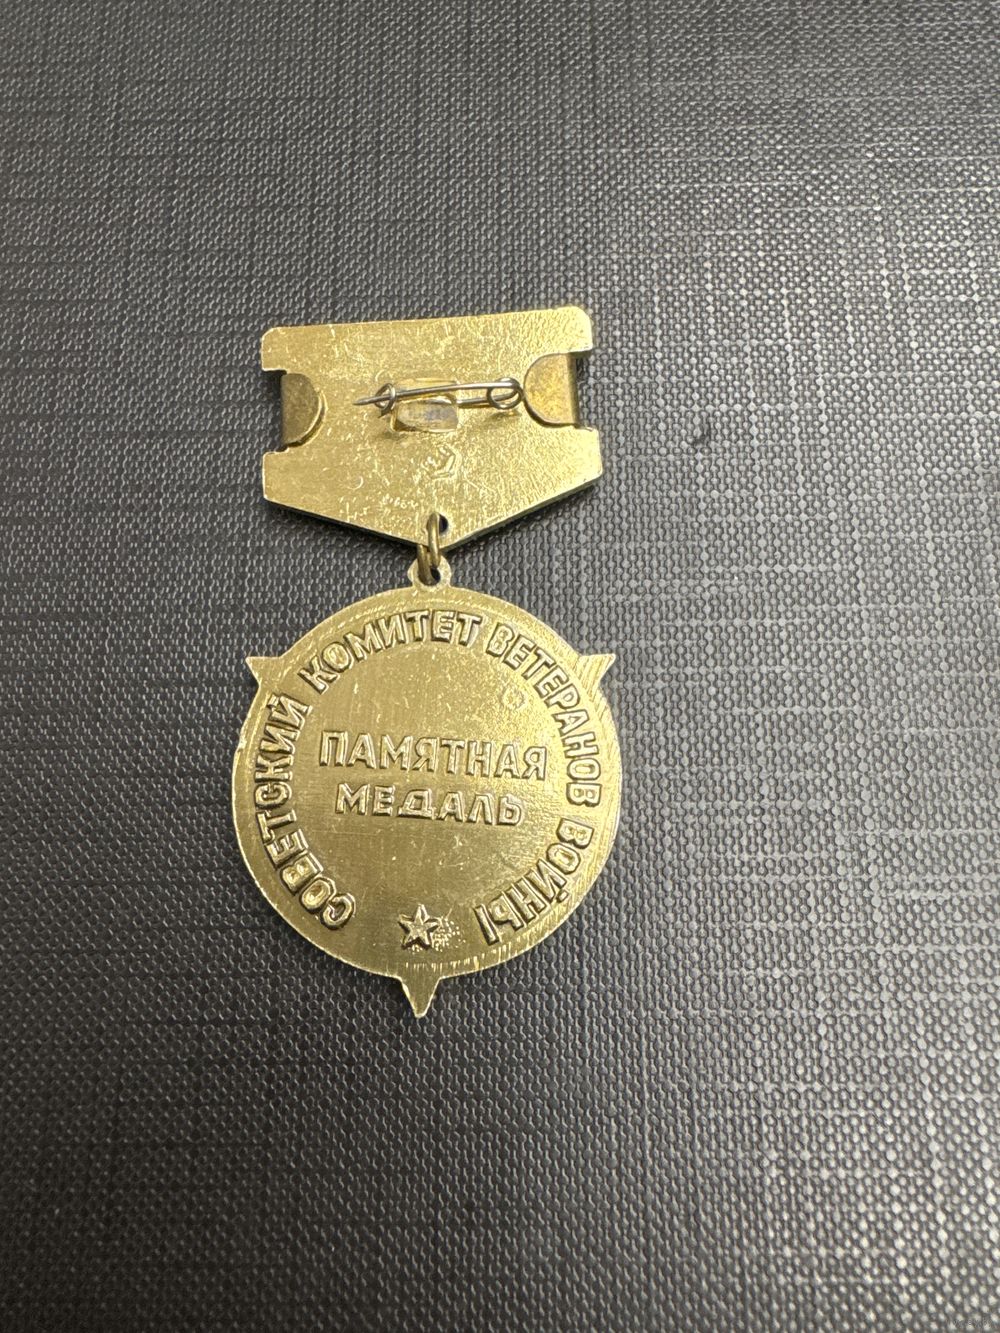 СОВЕТСКИЙ КОМИТЕТ ВЕТЕРАНОВ ВОЙНЫ
ПАМЯТНАЯ
МЕДАЛЬ